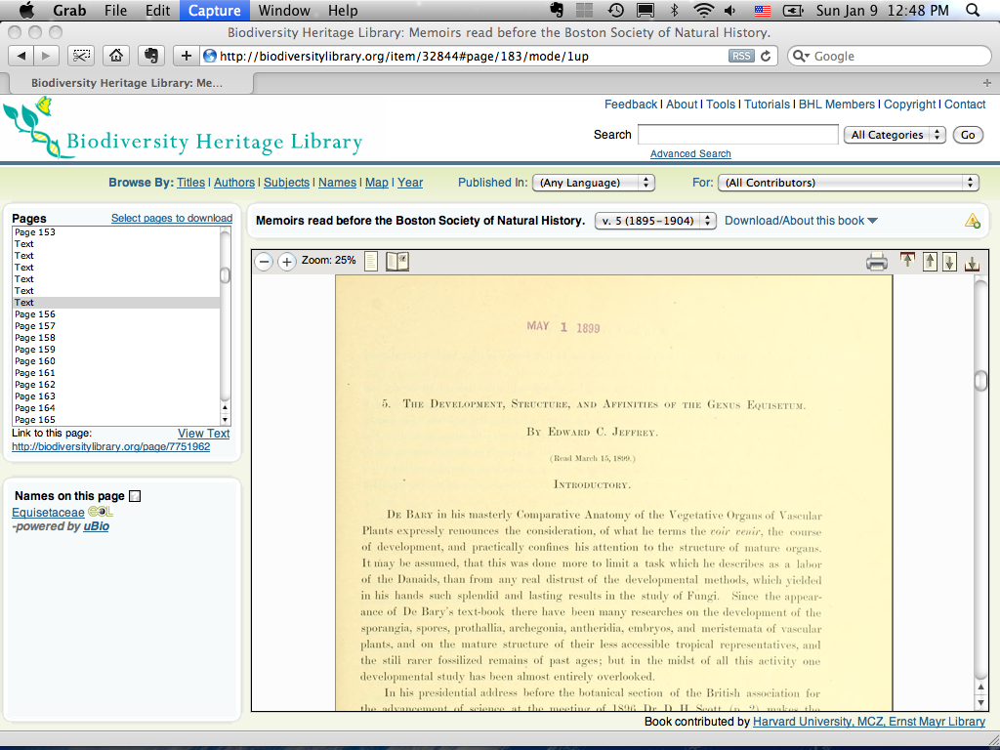 Grab File Edit Capture Window Help Sun Jan 9 12:48 PM
Biodiversity Heritage Library: Memoirs read before the Boston Society of Natural History.
http://biodiversitylibrary.org/item/32844#page/183/mode/1up RSS Google
Biodiversity Heritage Library: Me...
Feedback | About | Tools | Tutorials | BHL Members | Copyright | Contact
Biodiversity Heritage Library
Search All Categories Go
Advanced Search
Browse By: Titles | Authors | Subjects | Names | Map | Year Published In: (Any Language) For: (All Contributors)
Pages Select pages to download
Page 153
Text
Text
Text
Text
Text
Text
Page 156
Page 157
Page 158
Page 159
Page 160
Page 161
Page 162
Page 163
Page 164
Page 165
Link to this page: View Text
http://biodiversitylibrary.org/page/7751962
Names on this page
Equisetaceae EOL
-powered by uBio
Memoirs read before the Boston Society of Natural History. v. 5 (1895-1904) Download/About this book
Zoom: 25%
MAY 1 1899
5. The Development, Structure, and Affinities of the Genus Equisetum.
By Edward C. Jeffrey.
(Read March 15, 1899.)
Introductory.
De Bary in his masterly Comparative Anatomy of the Vegetative Organs of Vascular
Plants expressly renounces the consideration, of what he terms the voir venir, the course
of development, and practically confines his attention to the structure of mature organs.
It may be assumed, that this was done more to limit a task which he describes as a labor
of the Danaids, than from any real distrust of the developmental methods, which yielded
in his hands such splendid and lasting results in the study of Fungi. Since the appear-
ance of De Bary's text-book there have been many researches on the development of the
sporangia, spores, prothallia, archegonia, antheridia, embryos, and meristemata of vascular
plants, and on the mature structure of their less accessible tropical representatives, and
the still rarer fossilized remains of past ages; but in the midst of all this activity one
developmental study has been almost entirely overlooked.
In his presidential address before the botanical section of the British association for
the advancement of science at the meeting of 1896 Dr. D. H. Scott (p. 2) makes the
Book contributed by Harvard University, MCZ, Ernst Mayr Library